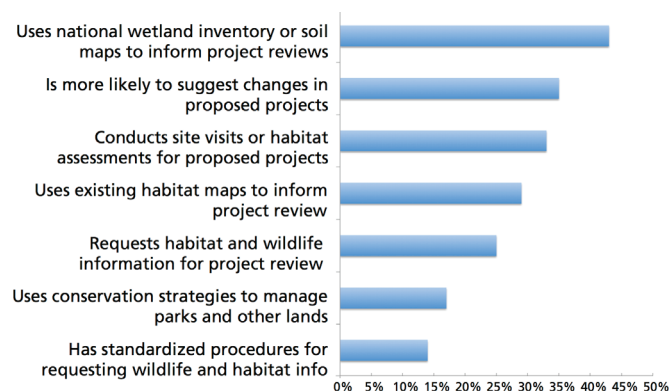 Uses national wetland inventory or soil
maps to inform project reviews
Is more likely to suggest changes in
proposed projects
Conducts site visits or habitat
assessments for proposed projects
Uses existing habitat maps to inform
project review
Requests habitat and wildlife
information for project review
Uses conservation strategies to manage
parks and other lands
Has standardized procedures for
requesting wildlife and habitat info
0% 5% 10% 15% 20% 25% 30% 35% 40% 45% 50%